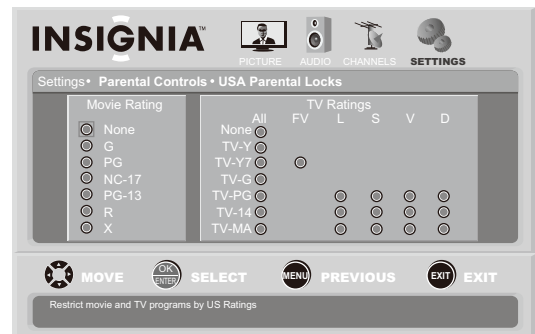 INSIGNIA™
PICTURE AUDIO CHANNELS SETTINGS
Settings• Parental Controls • USA Parental Locks
Movie Rating
None
G
PG
NC-17
PG-13
R
X
TV Ratings
All FV L S V D
None
TV-Y
TV-Y7
TV-G
TV-PG
TV-14
TV-MA
MOVE
OK
ENTER
SELECT
MENU
PREVIOUS
EXIT
EXIT
Restrict movie and TV programs by US Ratings